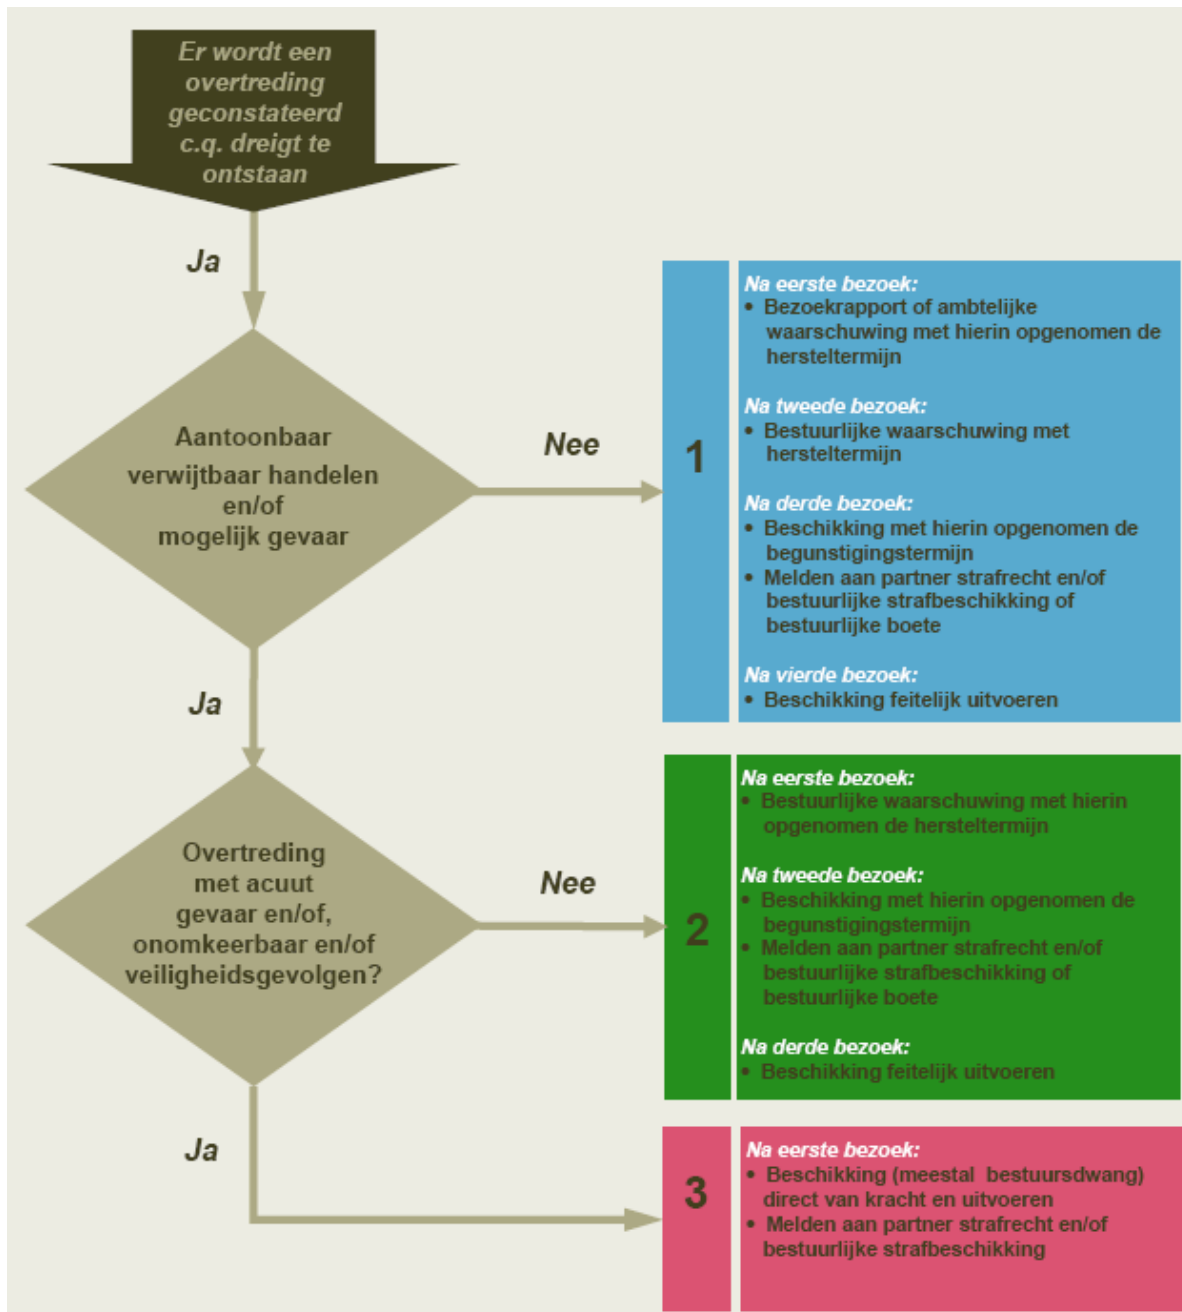 Er wordt een
overtreding
geconstateerd
c.q. dreigt te
ontstaan
Ja
Aantoonbaar
verwijtbaar handelen
en/of
mogelijk gevaar
Nee
1
Na eerste bezoek:
• Bezoekrapport of ambtelijke
waarschuwing met hierin opgenomen de
hersteltermijn
Na tweede bezoek:
• Bestuurlijke waarschuwing met
hersteltermijn
Na derde bezoek:
• Beschikking met hierin opgenomen de
begunstigingstermijn
• Melden aan partner strafrecht en/of
bestuurlijke strafbeschikking of
bestuurlijke boete
Na vierde bezoek:
• Beschikking feitelijk uitvoeren
Ja
Overtreding
met acuut
gevaar en/of,
onomkeerbaar en/of
veiligheidsgevolgen?
Nee
2
Na eerste bezoek:
• Bestuurlijke waarschuwing met hierin
opgenomen de hersteltermijn
Na tweede bezoek:
• Beschikking met hierin opgenomen de
begunstigingstermijn
• Melden aan partner strafrecht en/of
bestuurlijke strafbeschikking of
bestuurlijke boete
Na derde bezoek:
• Beschikking feitelijk uitvoeren
Ja
3
Na eerste bezoek:
• Beschikking (meestal bestuursdwang)
direct van kracht en uitvoeren
• Melden aan partner strafrecht en/of
bestuurlijke strafbeschikking